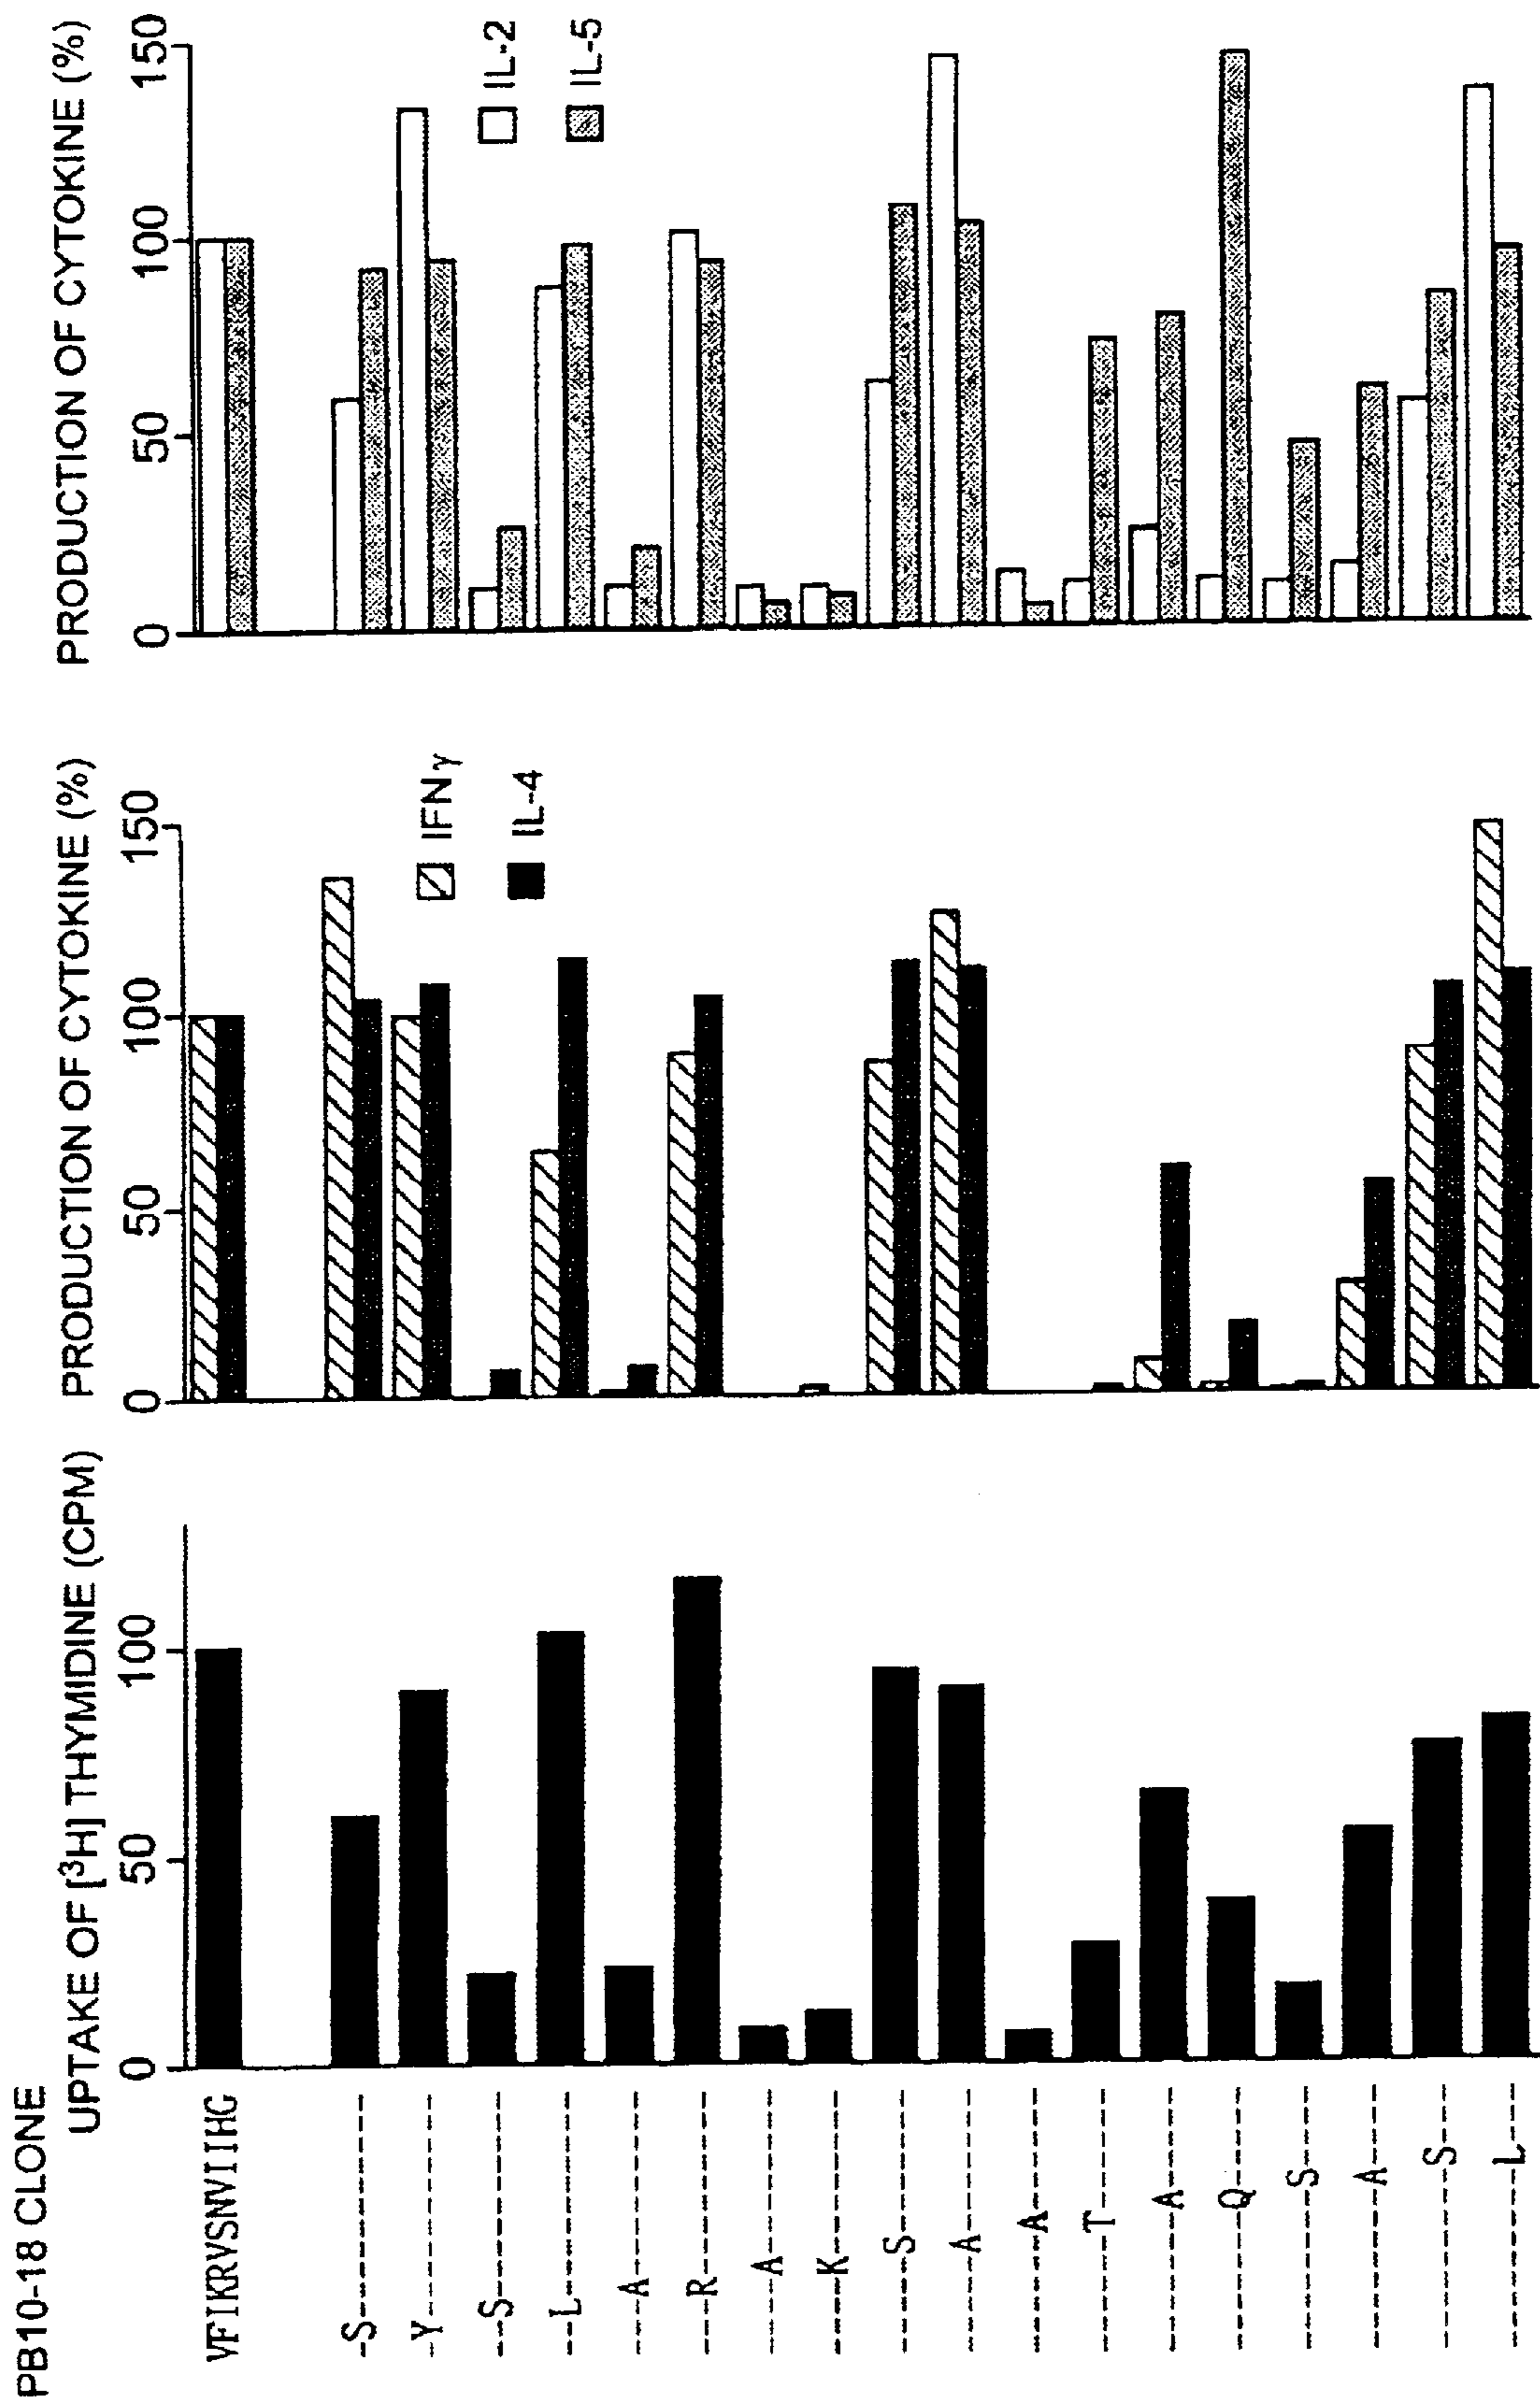 PB10-18 CLONE
UPTAKE OF [³H] THYMIDINE (CPM)
PRODUCTION OF CYTOKINE (%)
PRODUCTION OF CYTOKINE (%)
0 50 100
0 50 100 150
0 50 100 150
VFIKRVSNVIIHG
-S-----------
-Y-----------
--S----------
--L----------
---A---------
---R---------
----A--------
----K--------
-----S-------
-----A-------
------A------
------T------
-------A-----
-------Q-----
--------S----
--------A----
---------S---
---------L---
IFNγ
IL-4
IL-2
IL-5